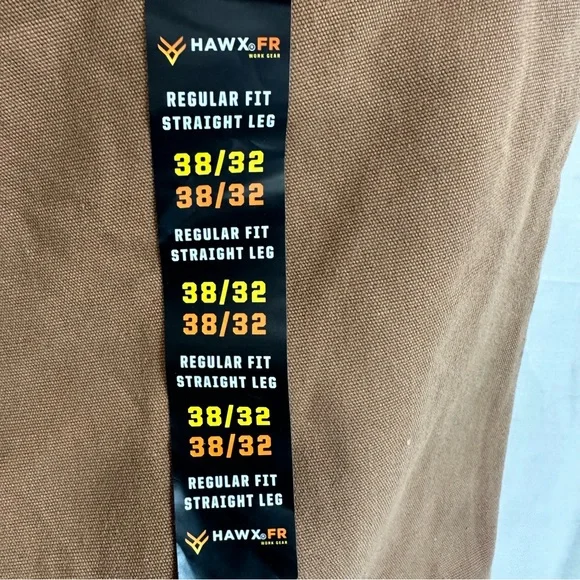 HAWX®FR
WORK GEAR
REGULAR FIT
STRAIGHT LEG
38/32
38/32
REGULAR FIT
STRAIGHT LEG
38/32
38/32
REGULAR FIT
STRAIGHT LEG
38/32
38/32
REGULAR FIT
STRAIGHT LEG
HAWX®FR
WORK GEAR